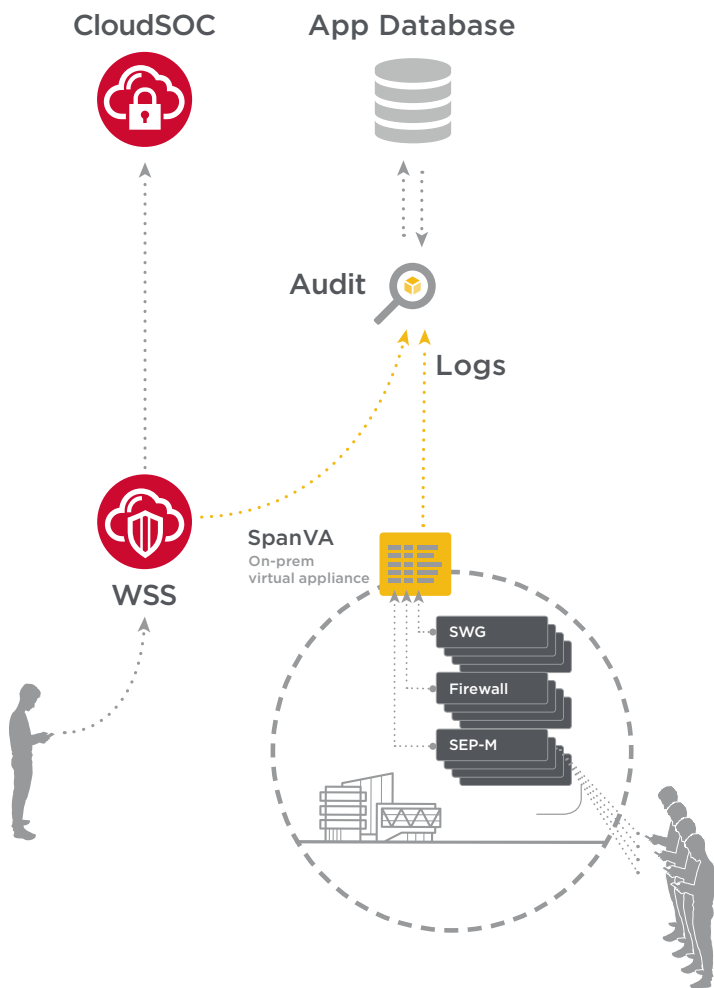 CloudSOC
App Database
Audit
Logs
SpanVA
On-prem
virtual appliance
WSS
SWG
Firewall
SEP-M